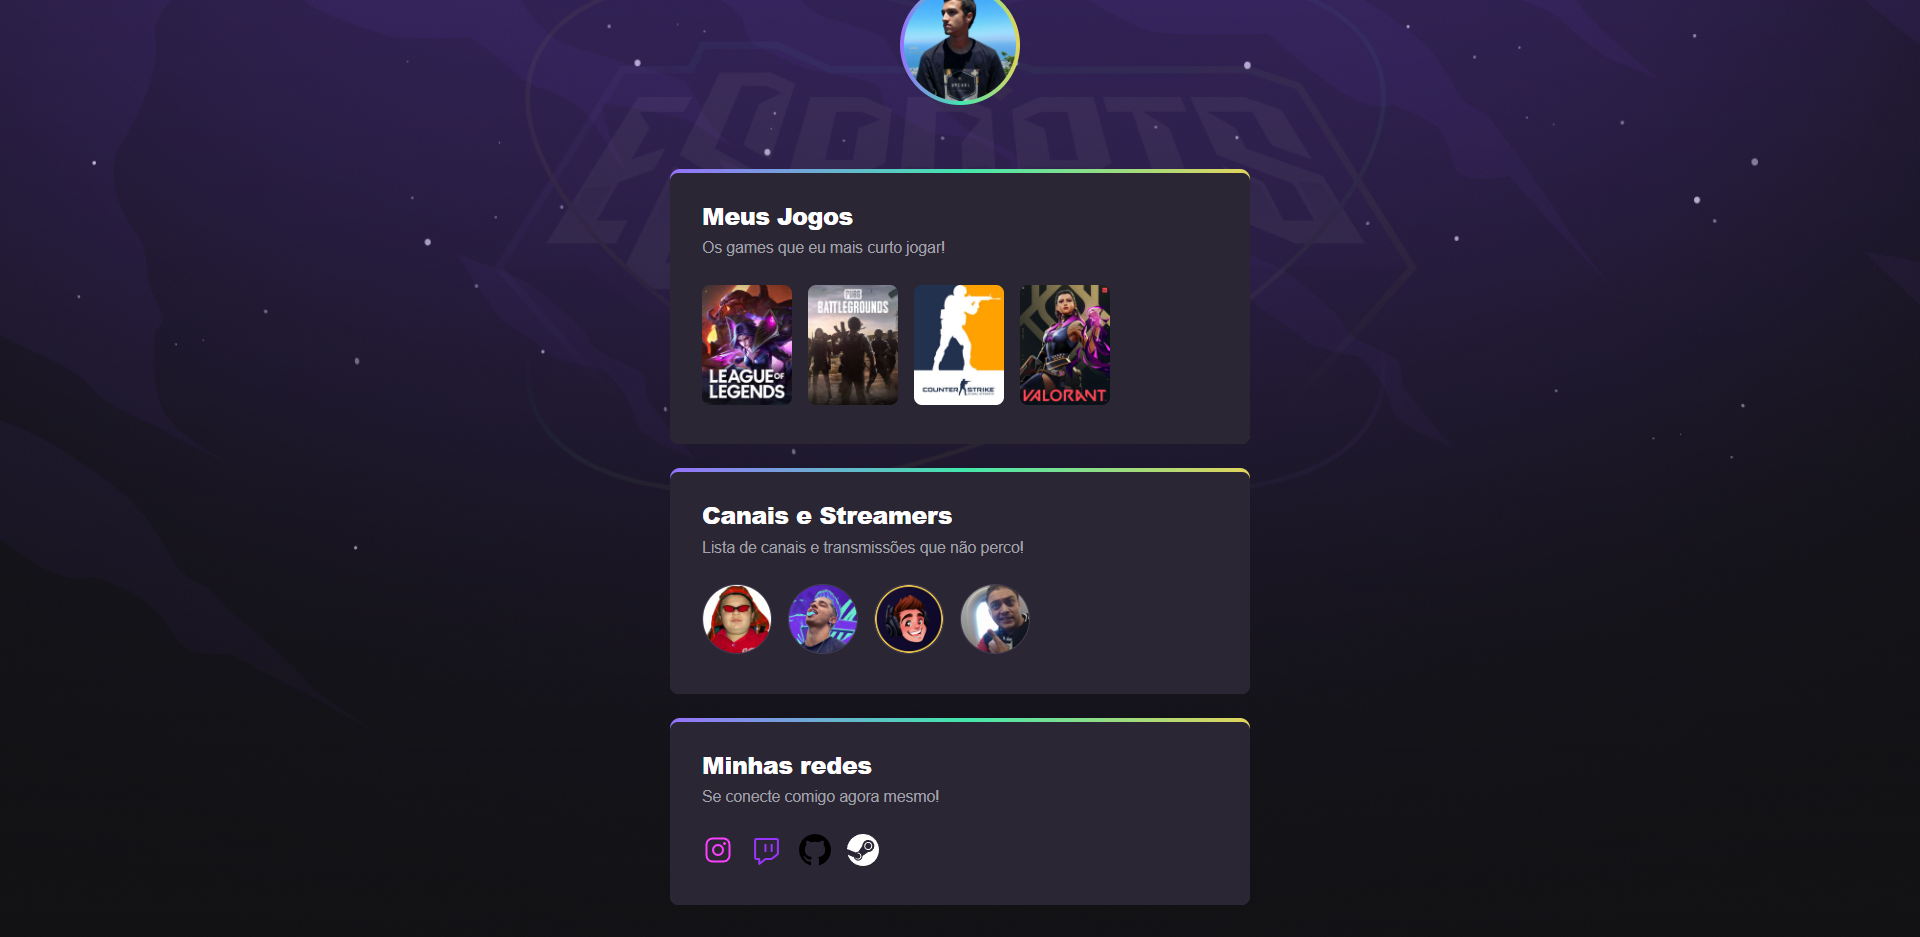 ESPORTS
Meus Jogos
Os games que eu mais curto jogar!
LEAGUE OF
LEGENDS
PUBG
BATTLEGROUNDS
COUNTER STRIKE
VALORANT
Canais e Streamers
Lista de canais e transmissões que não perco!
Minhas redes
Se conecte comigo agora mesmo!